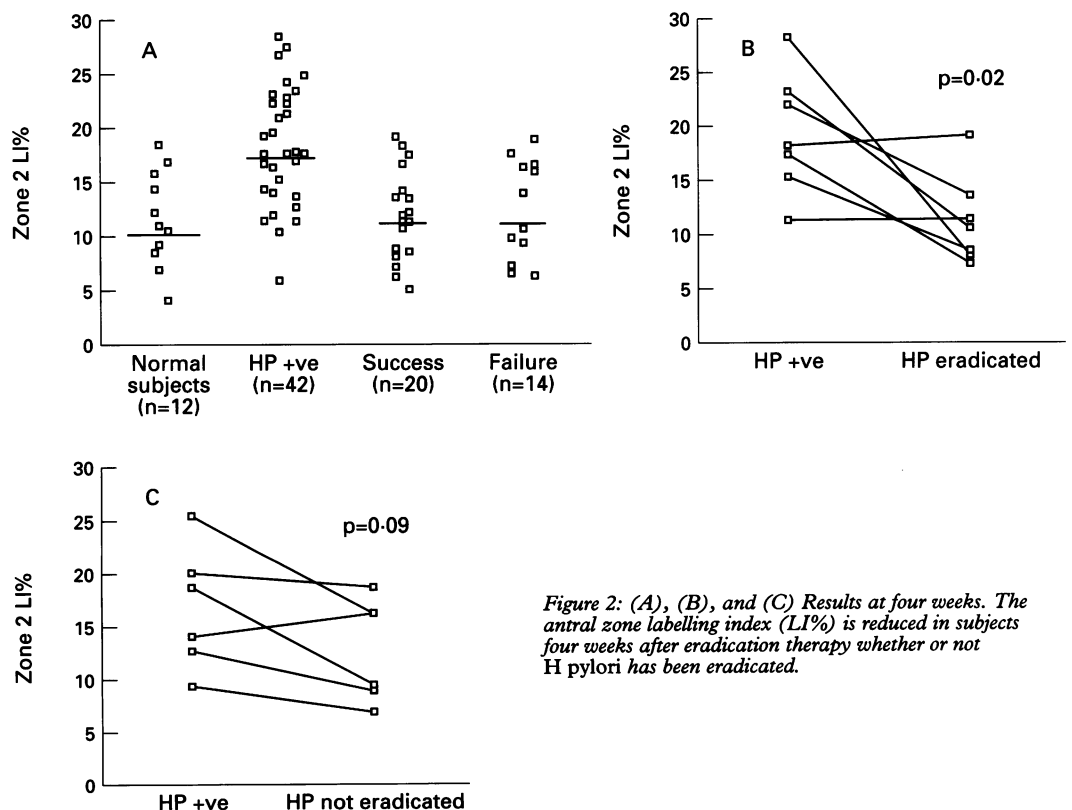 A
Zone 2 LI%
30
25
20
15
10
5
0
Normal
subjects
(n=12)
HP +ve
(n=42)
Success
(n=20)
Failure
(n=14)
B
p=0·02
Zone 2 LI%
30
25
20
15
10
5
0
HP +ve
HP eradicated
C
p=0·09
Zone 2 LI%
30
25
20
15
10
5
0
HP +ve
HP not eradicated
Figure 2: (A), (B), and (C) Results at four weeks. The
antral zone labelling index (LI%) is reduced in subjects
four weeks after eradication therapy whether or not
H pylori has been eradicated.